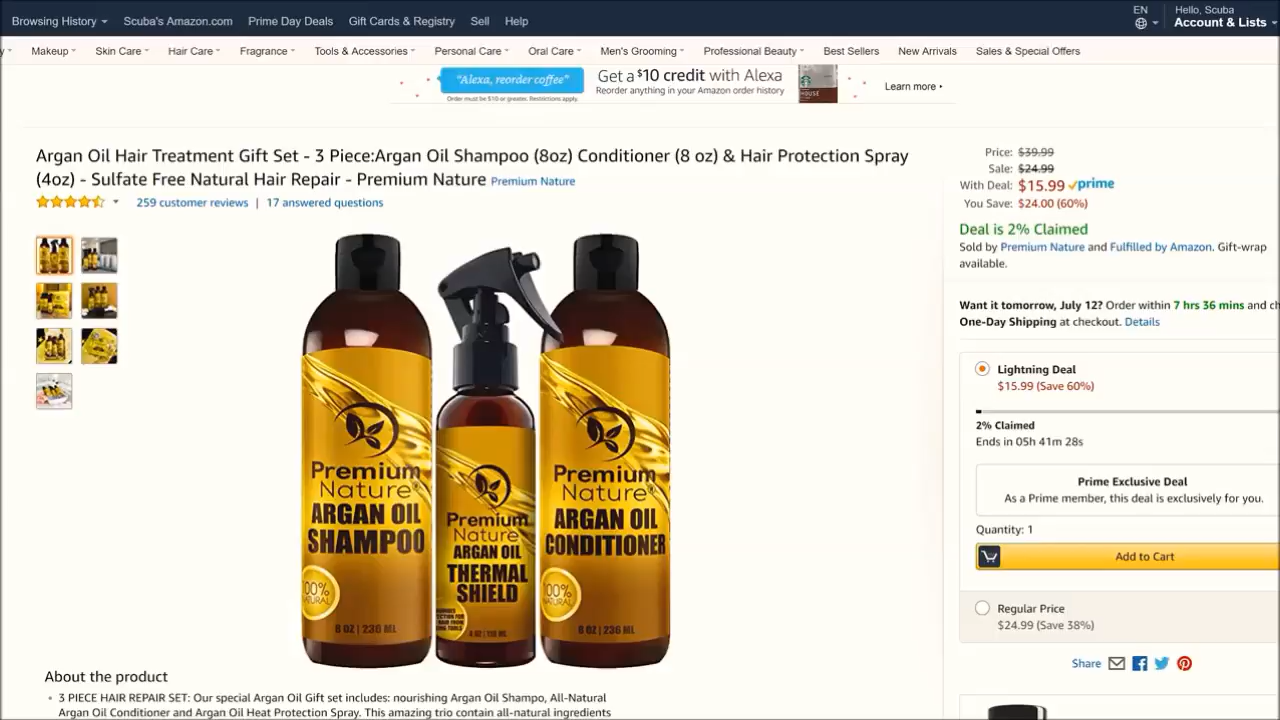 Browsing History Scuba's Amazon.com Prime Day Deals Gift Cards & Registry Sell Help
EN
Hello, Scuba
Account & Lists
Makeup Skin Care Hair Care Fragrance Tools & Accessories Personal Care Oral Care Men's Grooming Professional Beauty Best Sellers New Arrivals Sales & Special Offers
"Alexa, reorder coffee"
Order must be $10 or greater. Restrictions apply.
Get a $10 credit with Alexa
Reorder anything in your Amazon order history
HOUSE
Learn more
Argan Oil Hair Treatment Gift Set - 3 Piece:Argan Oil Shampoo (8oz) Conditioner (8 oz) & Hair Protection Spray
(4oz) - Sulfate Free Natural Hair Repair - Premium Nature Premium Nature
259 customer reviews | 17 answered questions
Price: $39.99
Sale: $24.99
With Deal: $15.99 prime
You Save: $24.00 (60%)
Deal is 2% Claimed
Sold by Premium Nature and Fulfilled by Amazon. Gift-wrap
available.
Want it tomorrow, July 12? Order within 7 hrs 36 mins and
One-Day Shipping at checkout. Details
Lightning Deal
$15.99 (Save 60%)
2% Claimed
Ends in 05h 41m 28s
Prime Exclusive Deal
As a Prime member, this deal is exclusively for you.
Quantity: 1
Add to Cart
Regular Price
$24.99 (Save 38%)
Share
Premium
Nature®
ARGAN OIL
SHAMPOO
100%
NATURAL
8 OZ | 236 ML
Premium
Nature
ARGAN OIL
THERMAL
SHIELD
Premium
Nature®
ARGAN OIL
CONDITIONER
100%
NATURAL
8 OZ | 236 ML
About the product
3 PIECE HAIR REPAIR SET: Our special Argan Oil Gift set includes: nourishing Argan Oil Shampo, All-Natural
Argan Oil Conditioner and Argan Oil Heat Protection Spray. This amazing trio contain all-natural ingredients